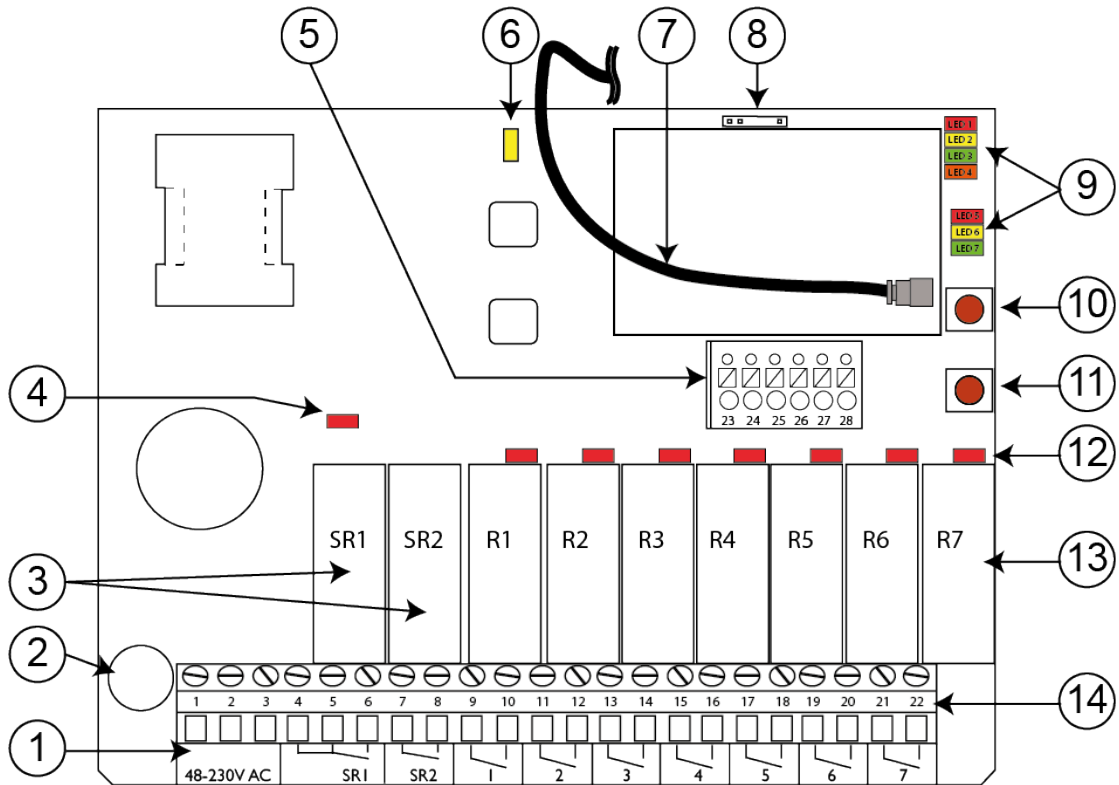 5 6 7 8
LED 1
LED 2
LED 3
LED 4
9
LED 5
LED 6
LED 7
10
11
4
23 24 25 26 27 28
12
SR1 SR2 R1 R2 R3 R4 R5 R6 R7
13
3
2
1 2 3 4 5 6 7 8 9 10 11 12 13 14 15 16 17 18 19 20 21 22
14
1
48-230V AC SR1 SR2 1 2 3 4 5 6 7